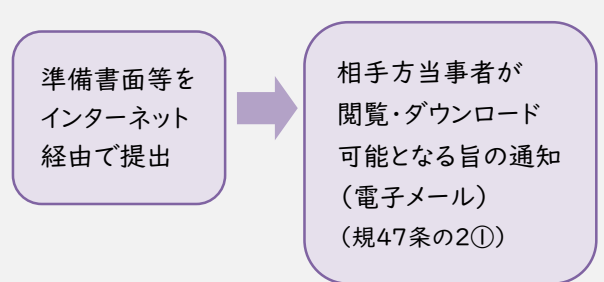 準備書面等を
インターネット
経由で提出
相手方当事者が
閲覧・ダウンロード
可能となる旨の通知
（電子メール）
（規47条の2①）